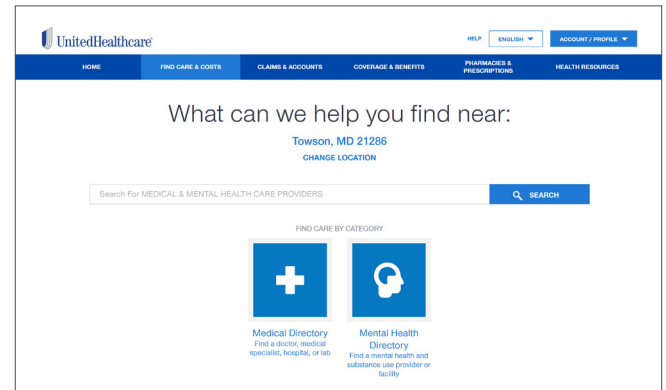 UnitedHealthcare®
HELP
ENGLISH
ACCOUNT / PROFILE
HOME
FIND CARE & COSTS
CLAIMS & ACCOUNTS
COVERAGE & BENEFITS
PHARMACIES &
PRESCRIPTIONS
HEALTH RESOURCES
What can we help you find near:
Towson, MD 21286
CHANGE LOCATION
Search For MEDICAL & MENTAL HEALTH CARE PROVIDERS
SEARCH
FIND CARE BY CATEGORY
Medical Directory
Find a doctor, medical
specialist, hospital, or lab
Mental Health
Directory
Find a mental health and
substance use provider or
facility